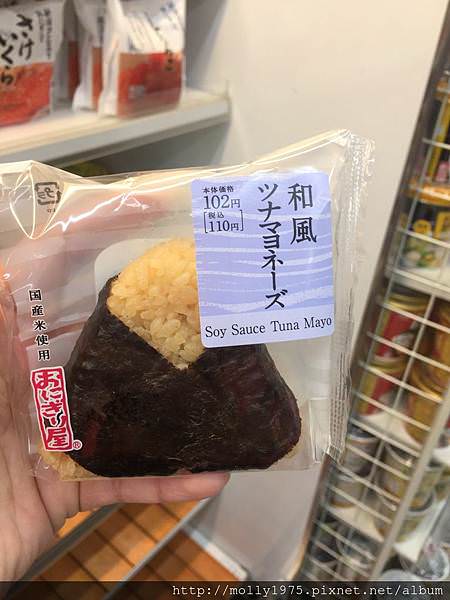 さけ
いくら
本体価格
102円
[税込
110円]
和風
ツナマヨネーズ
Soy Sauce Tuna Mayo
国産米使用
おにぎり屋®
プラ
http://molly1975.pixnet.net/album